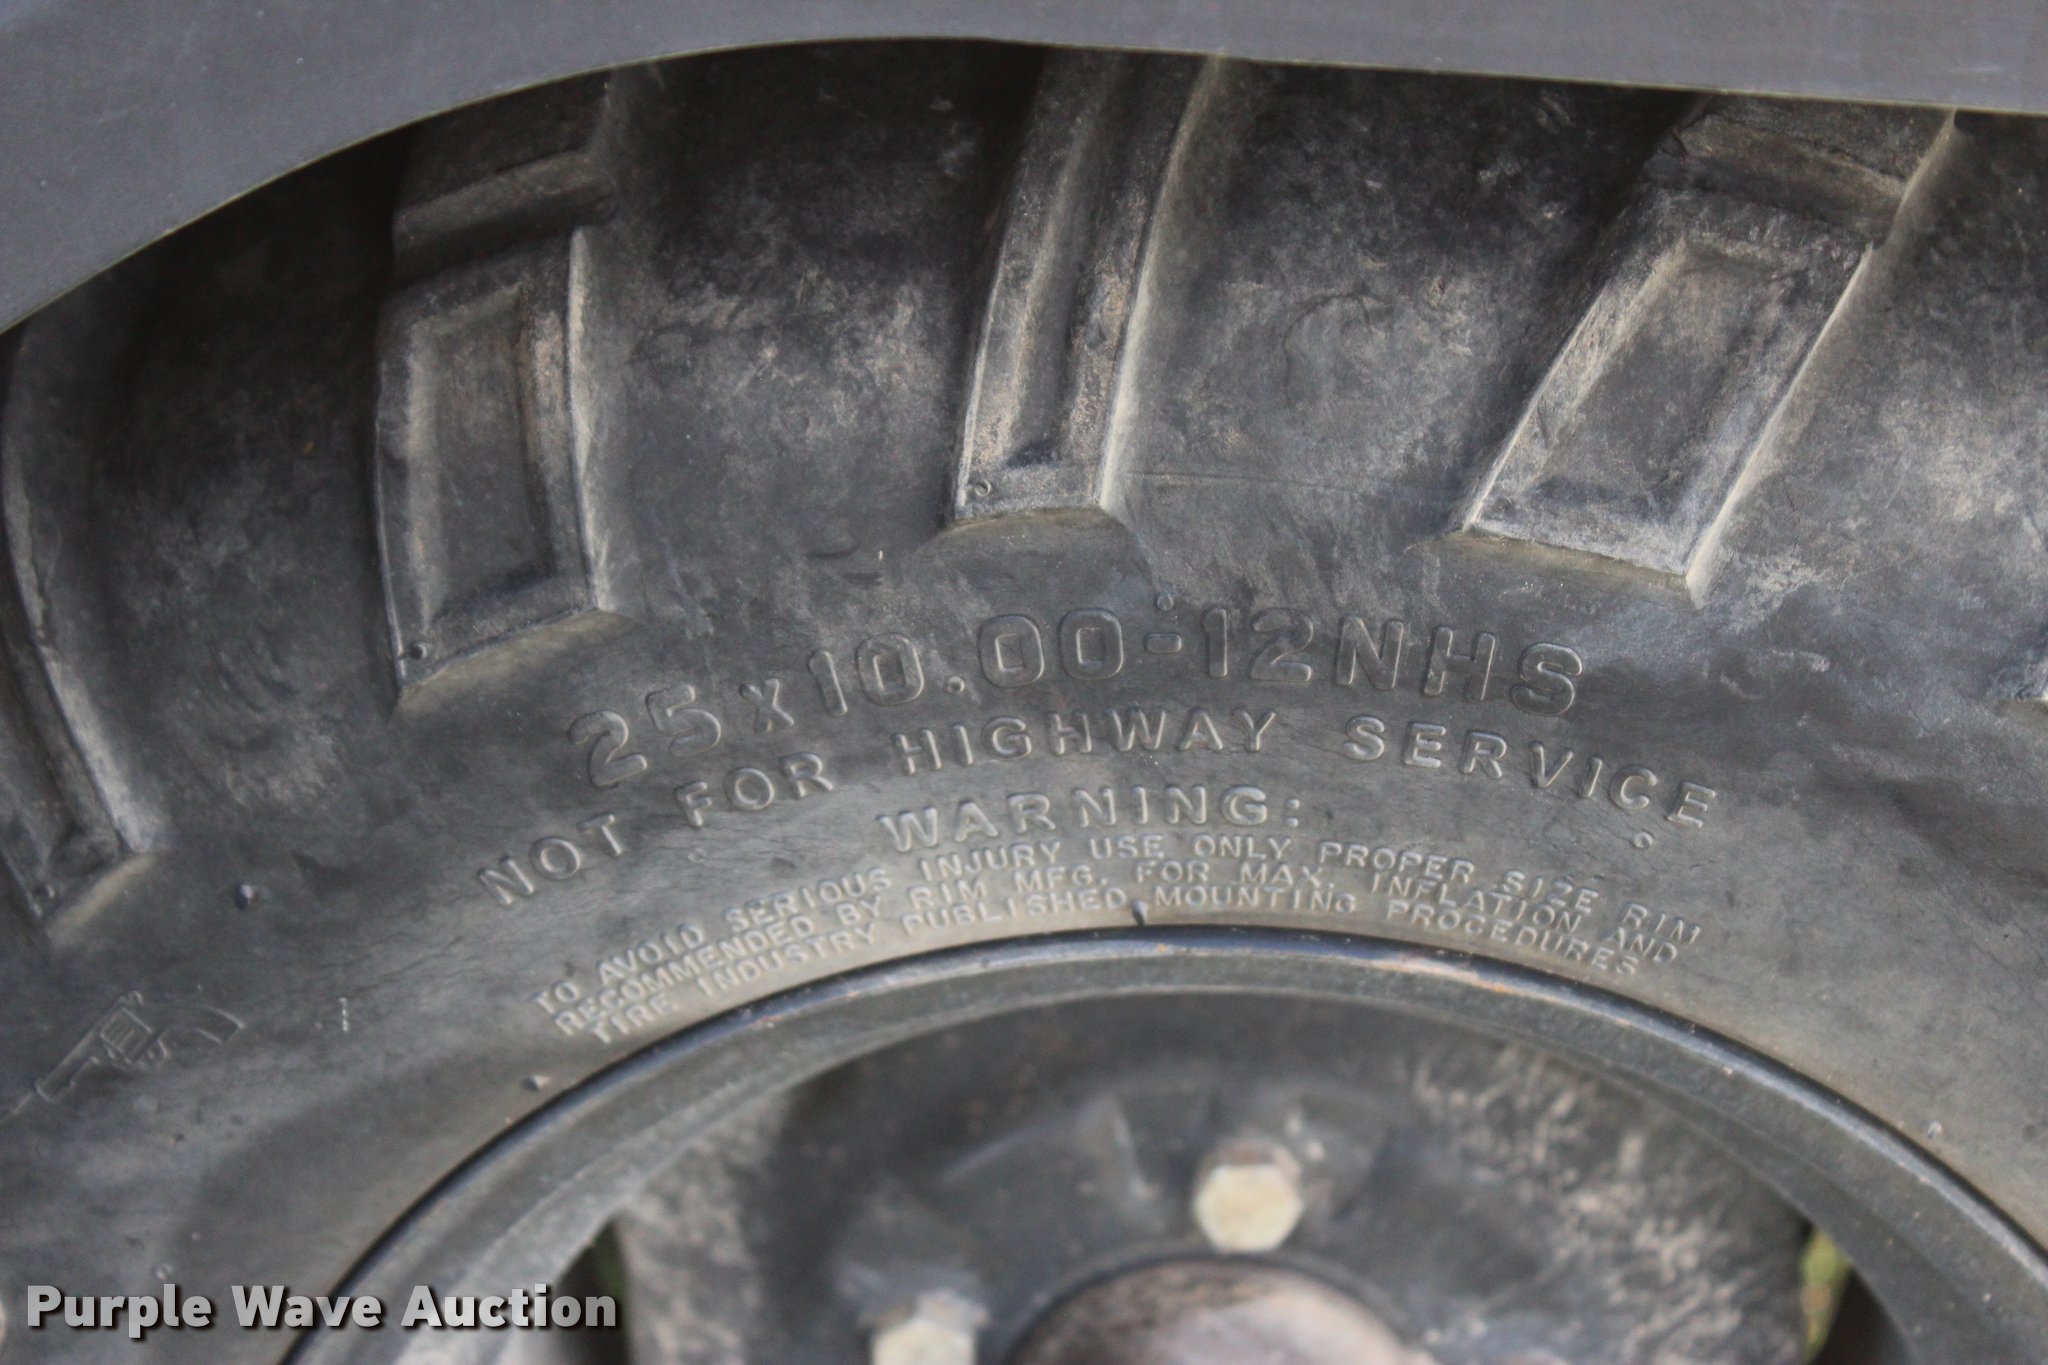 25x10.00-12NHS
NOT FOR HIGHWAY SERVICE
WARNING:
TO AVOID SERIOUS INJURY USE ONLY PROPER SIZE RIM
RECOMMENDED BY RIM MFG. FOR MAX. INFLATION AND
TIRE INDUSTRY PUBLISHED MOUNTING PROCEDURES
Purple Wave Auction